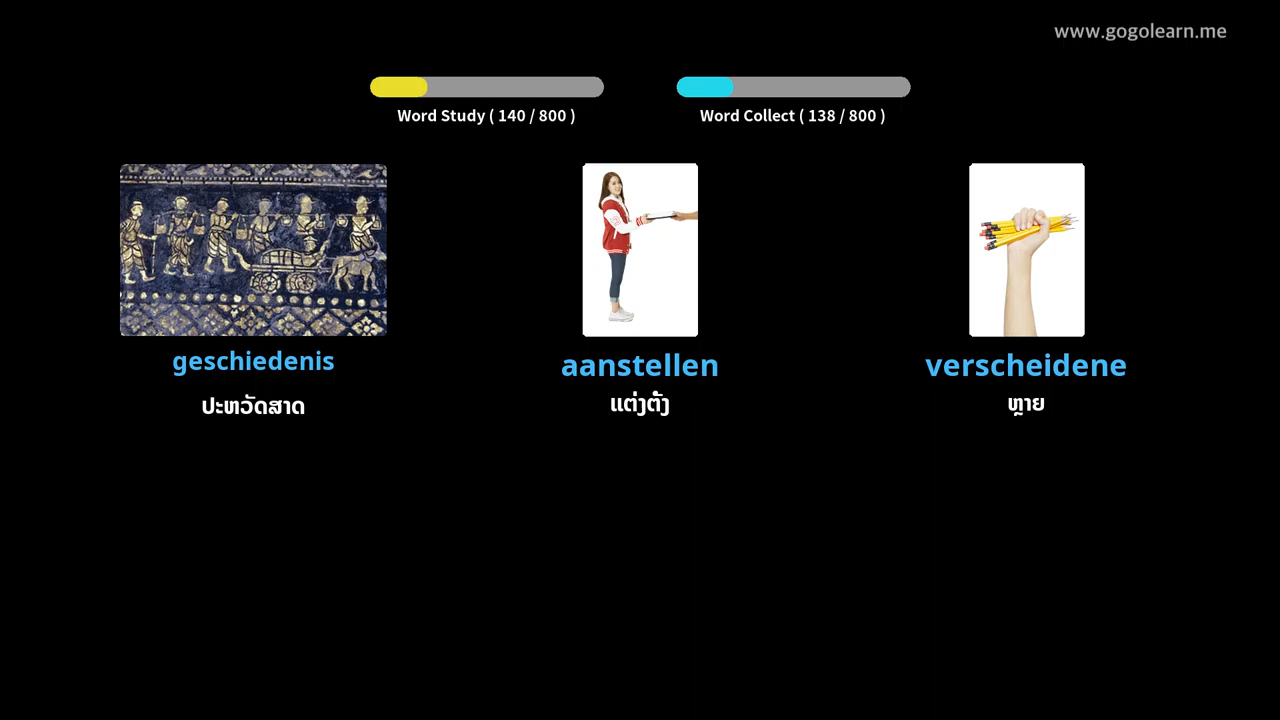 www.gogolearn.me
Word Study ( 140 / 800 )
Word Collect ( 138 / 800 )
geschiedenis
ປະຫວັດສາດ
aanstellen
ແຕ່ງຕັ້ງ
verscheidene
ຫຼາຍ